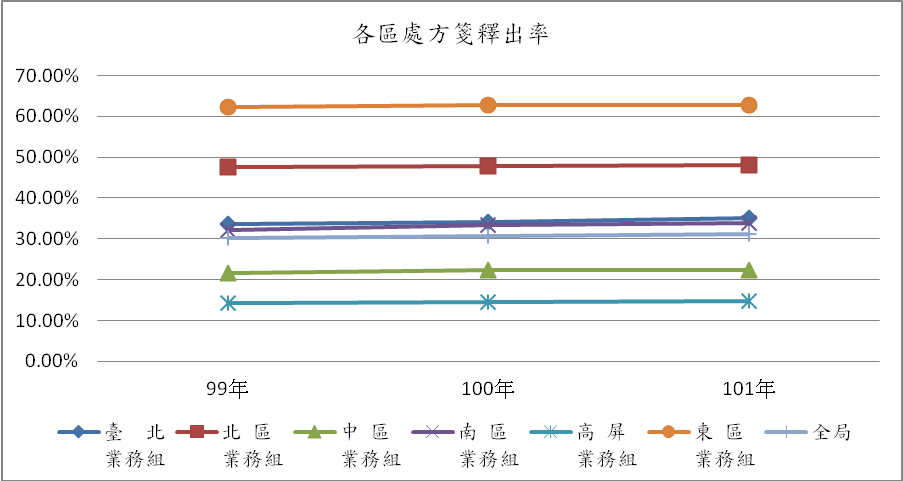 各區處方箋釋出率
70.00%
60.00%
50.00%
40.00%
30.00%
20.00%
10.00%
0.00%
99年 100年 101年
臺 北 北 區 中 區 南 區 高 屏 東 區 全局
業務組 業務組 業務組 業務組 業務組 業務組